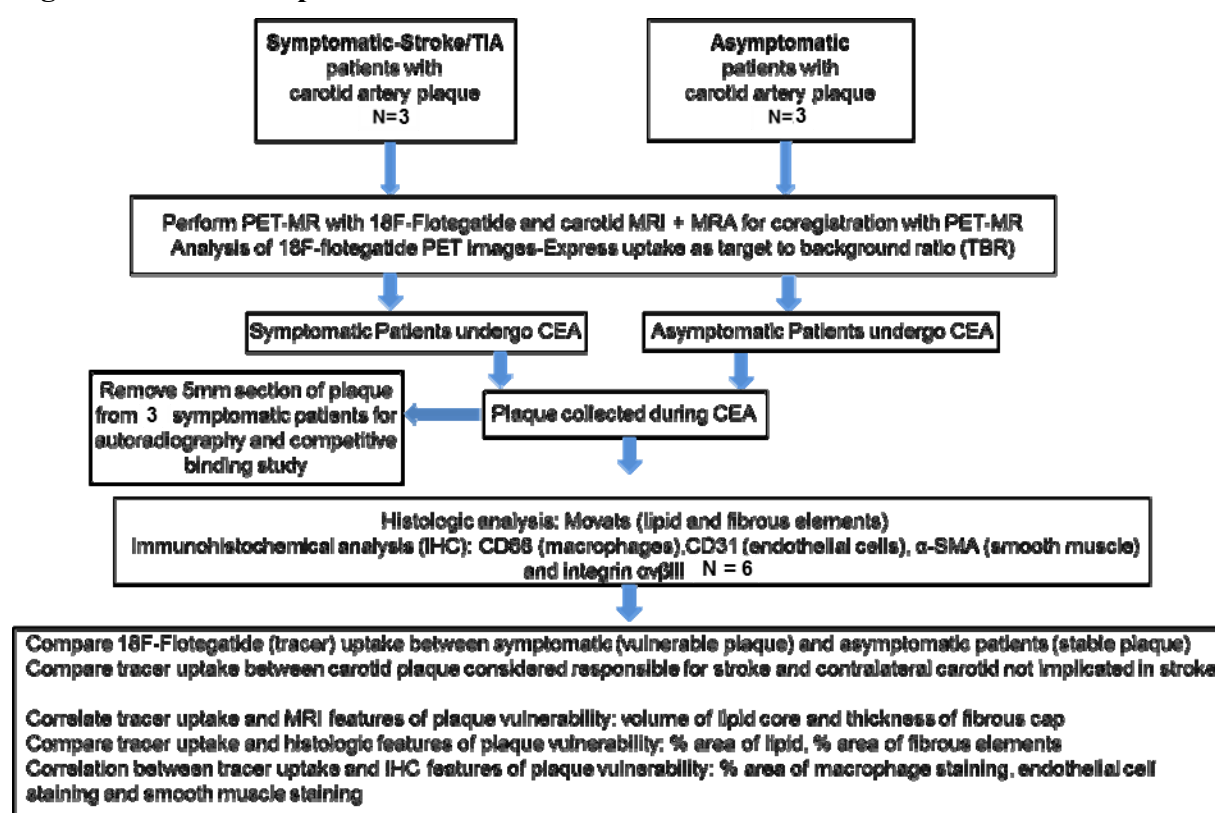 Symptomatic-Stroke/TIA
patients with
carotid artery plaque
N=3
Asymptomatic
patients with
carotid artery plaque
N=3
Perform PET-MR with 18F-Flotegatide and carotid MRI + MRA for coregistration with PET-MR
Analysis of 18F-flotegatide PET images-Express uptake as target to background ratio (TBR)
Symptomatic Patients undergo CEA
Asymptomatic Patients undergo CEA
Remove 5mm section of plaque
from 3 symptomatic patients for
autoradiography and competitive
binding study
Plaque collected during CEA
Histologic analysis: Movats (lipid and fibrous elements)
Immunohistochemical analysis (IHC): CD68 (macrophages),CD31 (endothelial cells), α-SMA (smooth muscle)
and integrin αvβIII N = 6
Compare 18F-Flotegatide (tracer) uptake between symptomatic (vulnerable plaque) and asymptomatic patients (stable plaque)
Compare tracer uptake between carotid plaque considered responsible for stroke and contralateral carotid not implicated in stroke
Correlate tracer uptake and MRI features of plaque vulnerability: volume of lipid core and thickness of fibrous cap
Compare tracer uptake and histologic features of plaque vulnerability: % area of lipid, % area of fibrous elements
Correlation between tracer uptake and IHC features of plaque vulnerability: % area of macrophage staining, endothelial cell
staining and smooth muscle staining